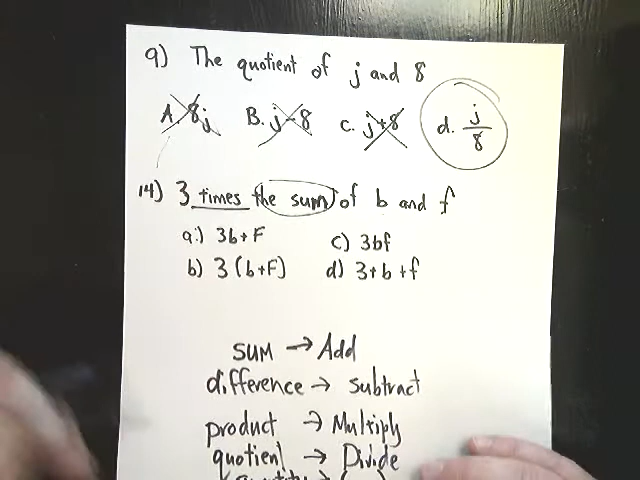 9) The quotient of j and 8
A. 8j B. j-8 C. j+8 d. j/8
14) 3 times the sum of b and f
a.) 3b+F c) 3bf
b) 3(b+F) d) 3+b+f
SUM → Add
difference → subtract
product → Multiply
quotient → Divide